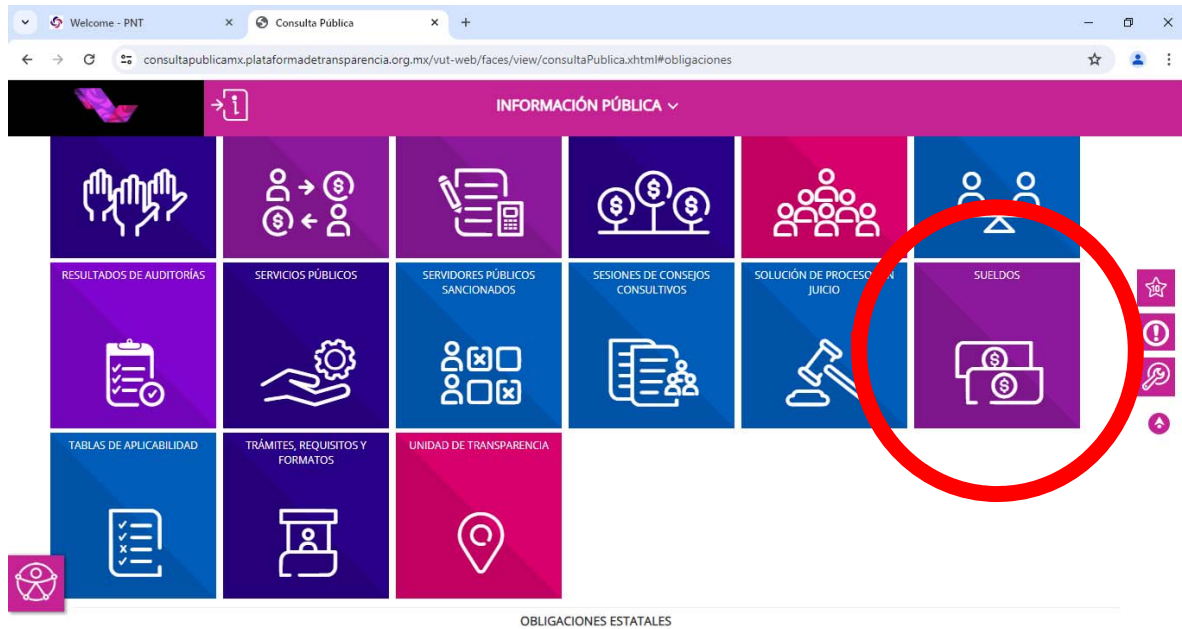 Welcome - PNT
Consulta Pública
consultapublicamx.plataformadetransparencia.org.mx/vut-web/faces/view/consultaPublica.xhtml#obligaciones
INFORMACIÓN PÚBLICA
RESULTADOS DE AUDITORÍAS
SERVICIOS PÚBLICOS
SERVIDORES PÚBLICOS
SANCIONADOS
SESIONES DE CONSEJOS
CONSULTIVOS
SOLUCIÓN DE PROCESO N
JUICIO
SUELDOS
10
TABLAS DE APLICABILIDAD
TRÁMITES, REQUISITOS Y
FORMATOS
UNIDAD DE TRANSPARENCIA
OBLIGACIONES ESTATALES